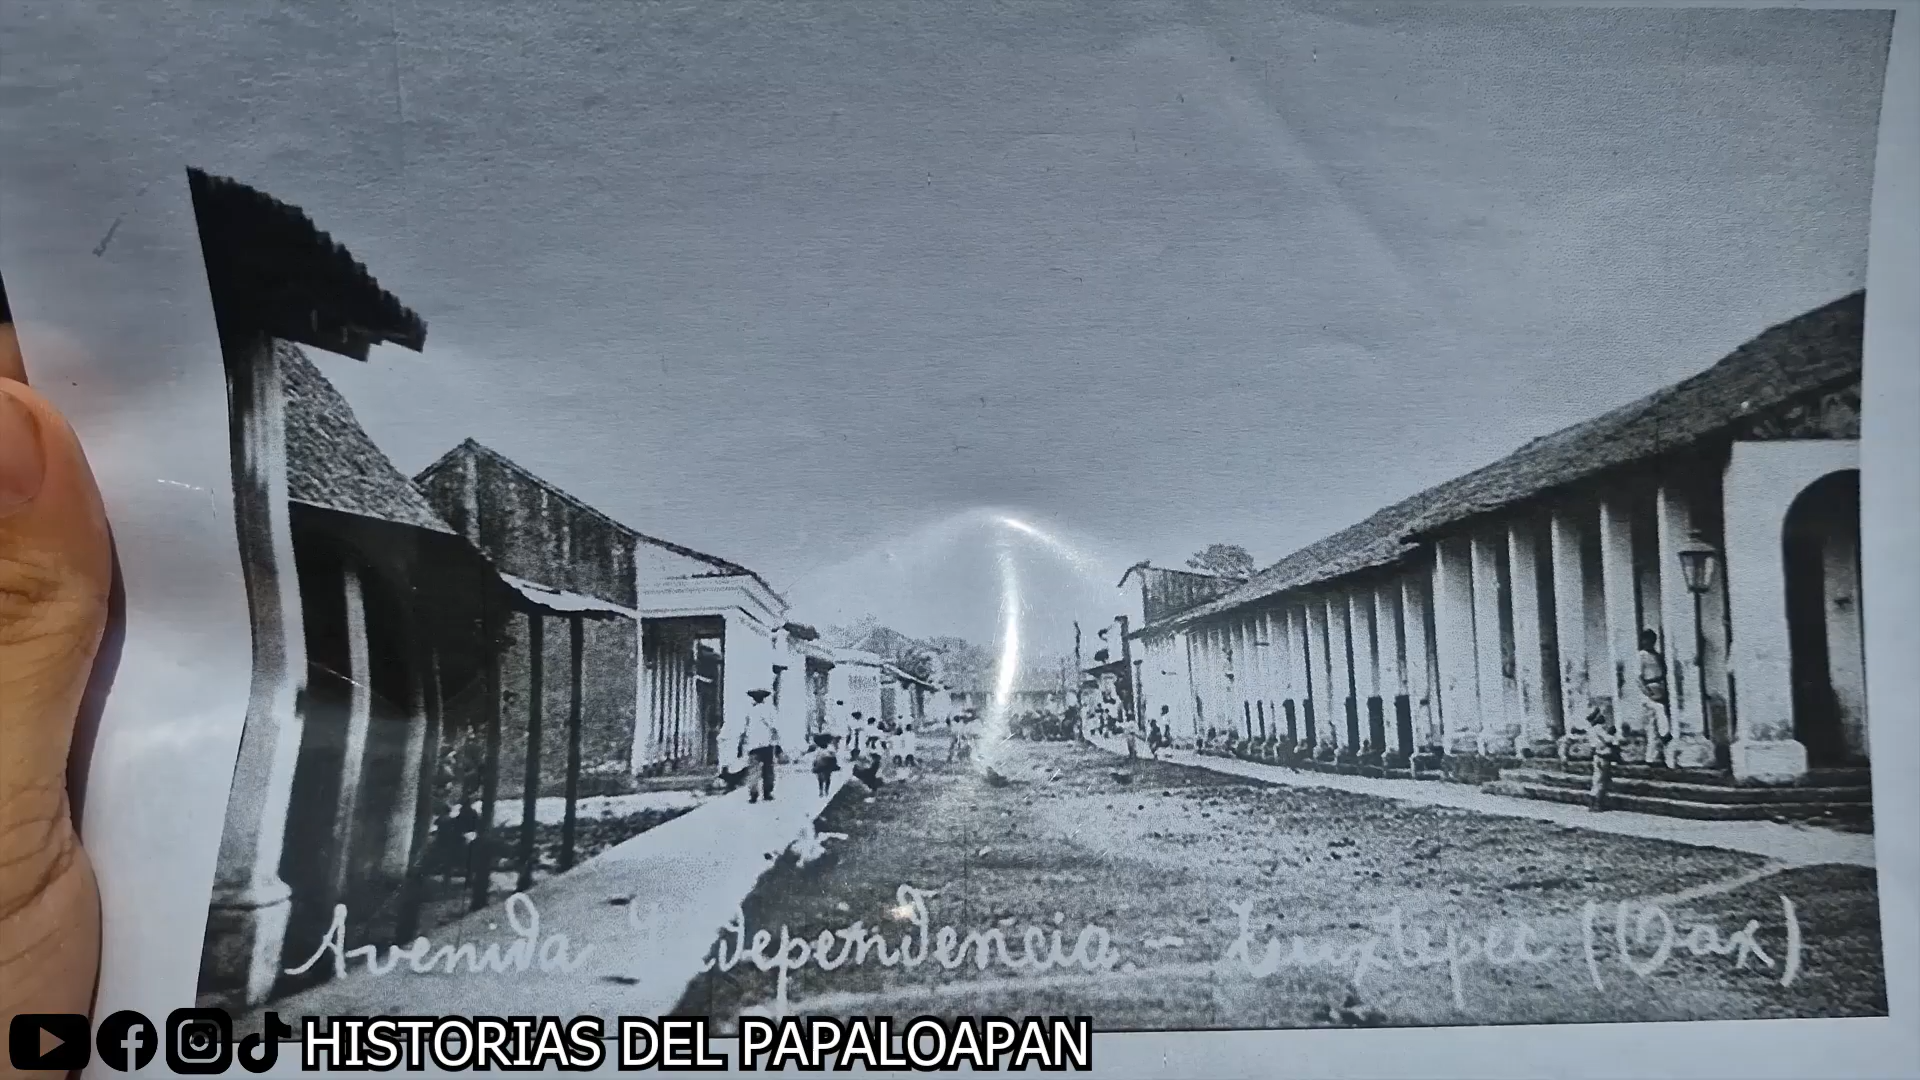 Avenida Independencia. - Tuxtepec (Oax)
HISTORIAS DEL PAPALOAPAN